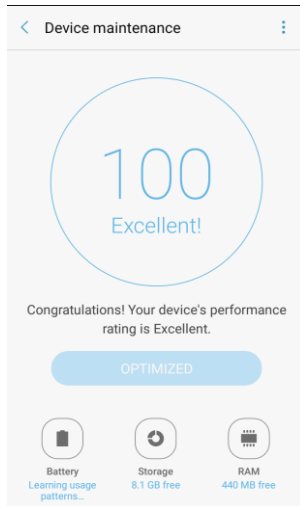 Device maintenance
100
Excellent!
Congratulations! Your device's performance
rating is Excellent.
OPTIMIZED
Battery
Learning usage
patterns...
Storage
8.1 GB free
RAM
440 MB free